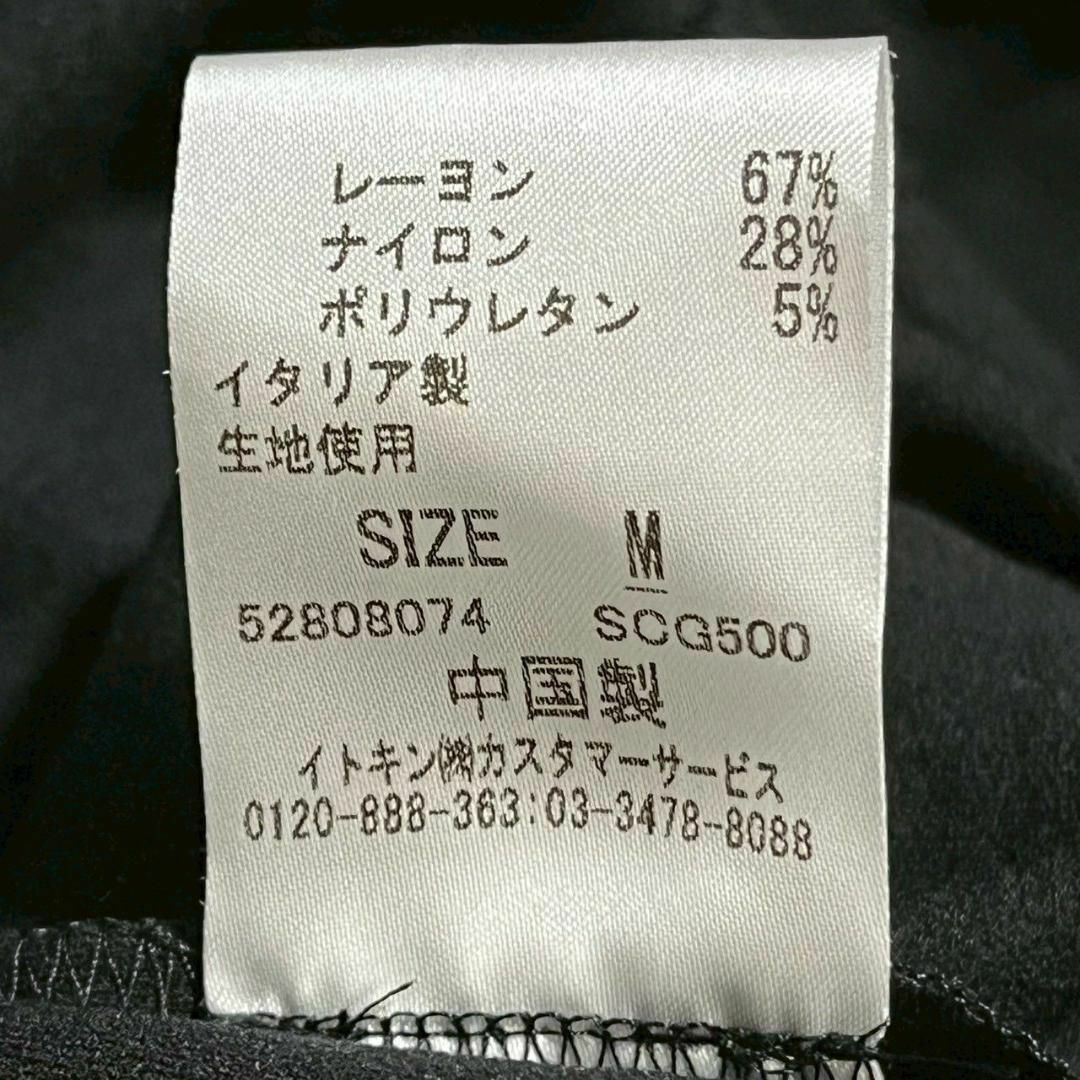 レーヨン 67%
ナイロン 28%
ポリウレタン 5%
イタリア製
生地使用
SIZE M
52808074 SCG500
中国製
イトキン㈱カスタマーサービス
0120-888-363:03-3478-8088